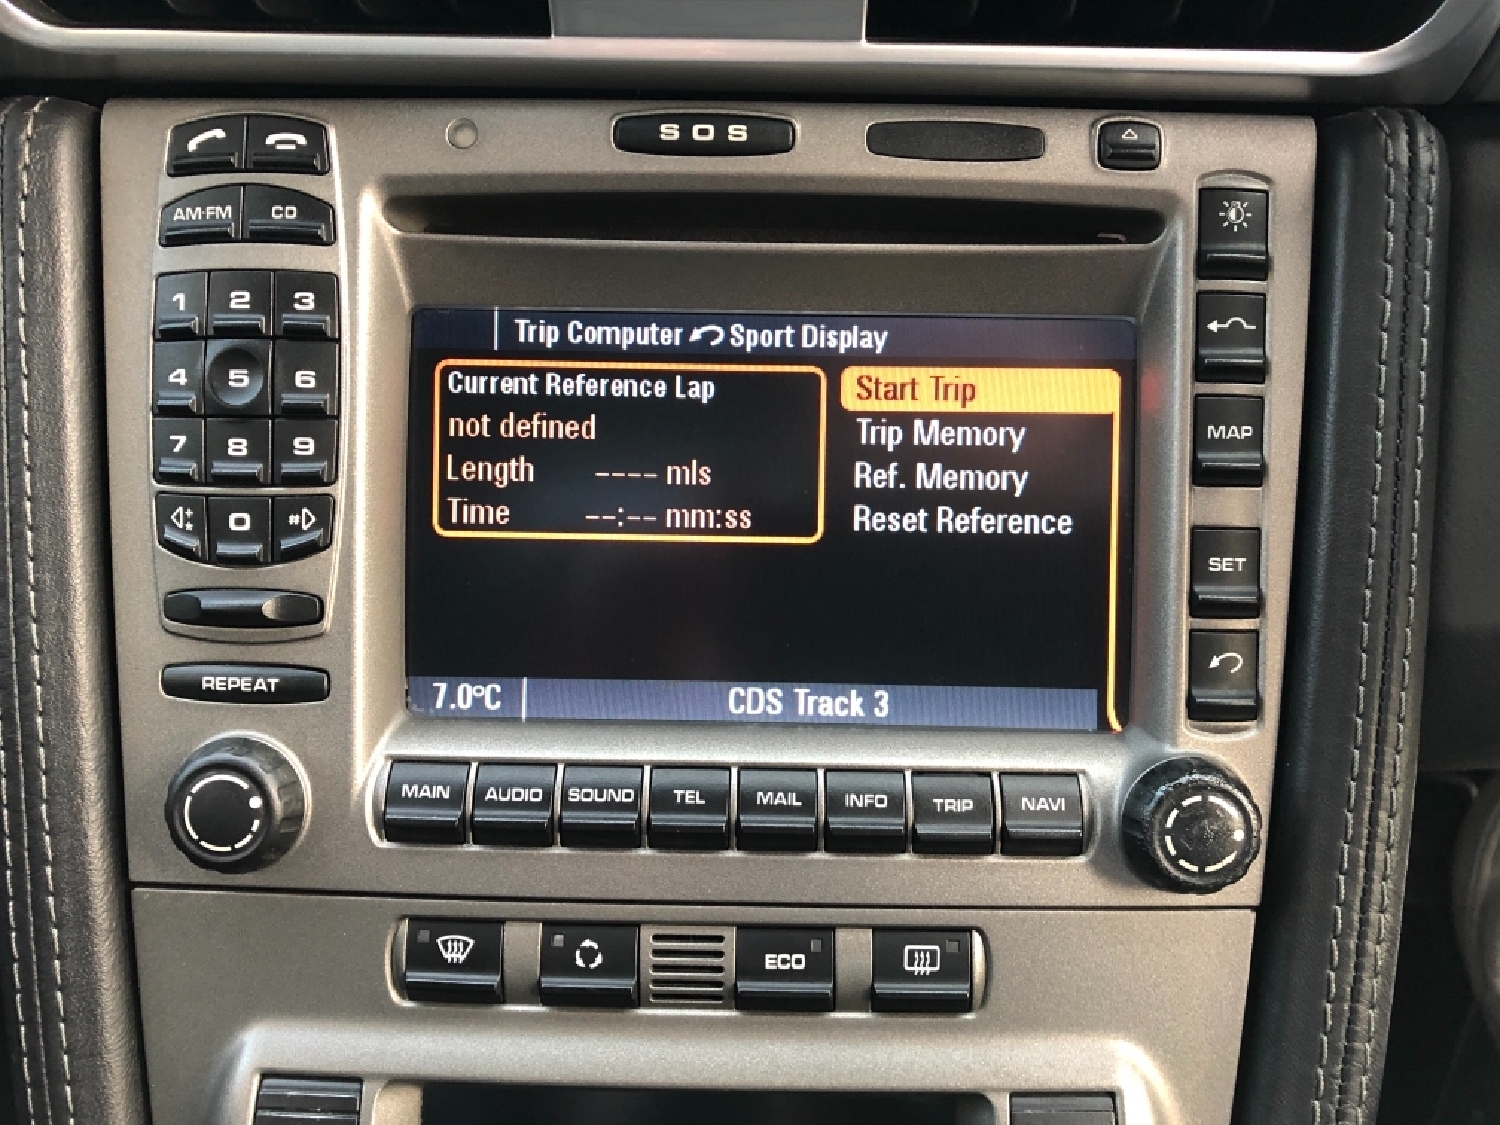 SOS
AM·FM
CD
1 2 3
4 5 6
7 8 9
0 #
REPEAT
Trip Computer Sport Display
Current Reference Lap
not defined
Length ---- mls
Time --:-- mm:ss
Start Trip
Trip Memory
Ref. Memory
Reset Reference
7.0°C
CDS Track 3
MAP
SET
MAIN
AUDIO
SOUND
TEL
MAIL
INFO
TRIP
NAVI
ECO